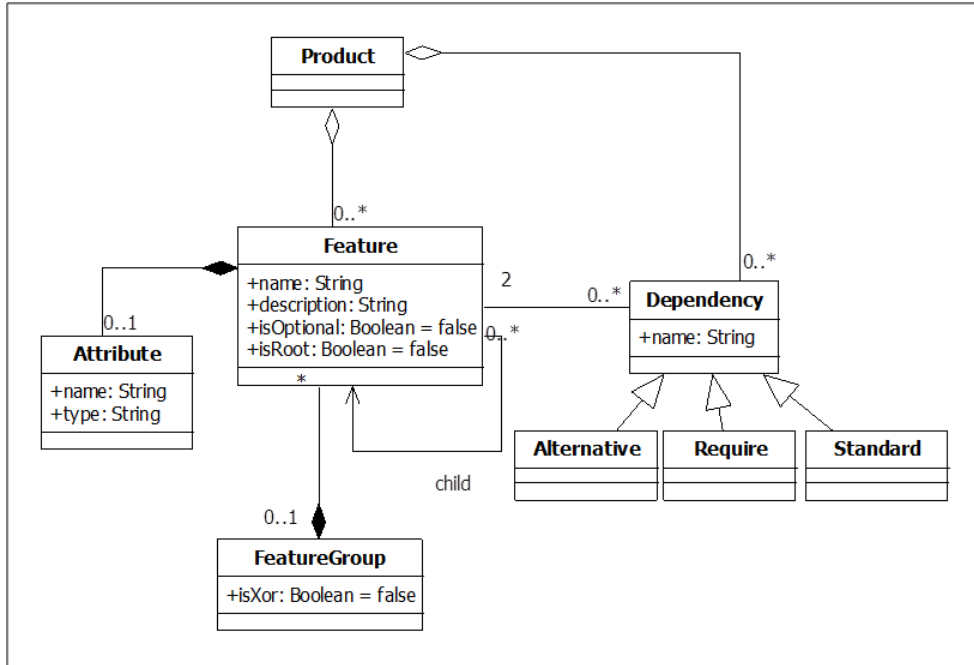 Product
0..*
Feature
+name: String
+description: String
+isOptional: Boolean = false
+isRoot: Boolean = false
*
2
0..*
0..*
0..*
Dependency
+name: String
0..1
Attribute
+name: String
+type: String
Alternative
Require
Standard
child
0..1
FeatureGroup
+isXor: Boolean = false